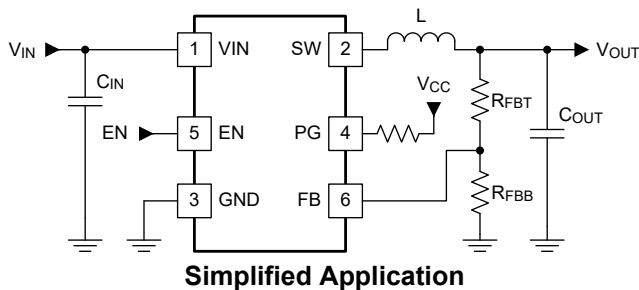 L
VIN
1
VIN
SW
2
VOUT
CIN
VCC
RFBT
COUT
EN
5
EN
PG
4
3
GND
FB
6
RFBB
Simplified Application